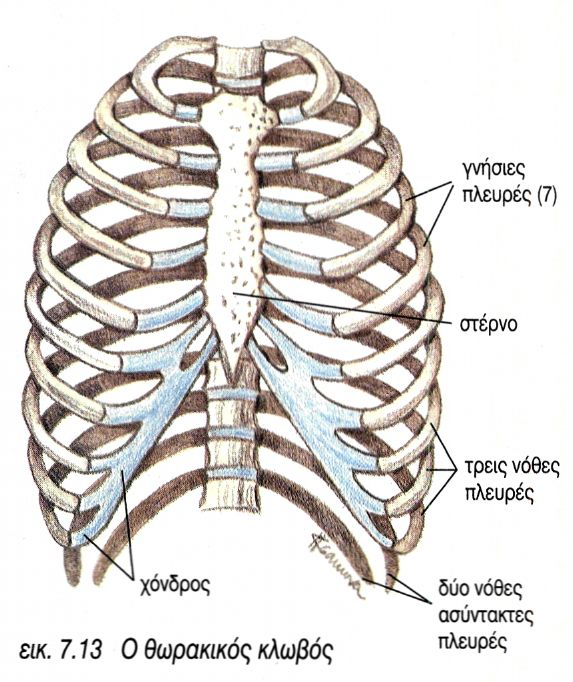 γνήσιες
πλευρές (7)
στέρνο
τρεις νόθες
πλευρές
χόνδρος
δύο νόθες
ασύντακτες
πλευρές
εικ. 7.13 Ο θωρακικός κλωβός